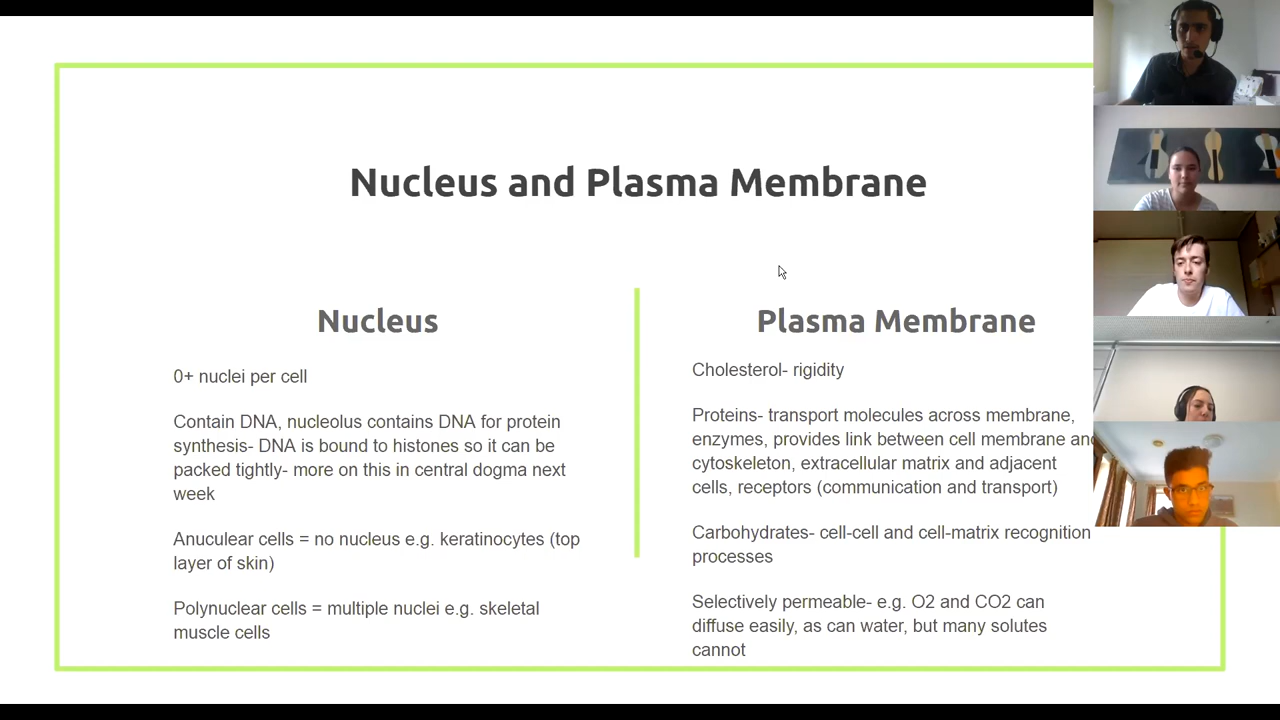 Nucleus and Plasma Membrane
Nucleus
0+ nuclei per cell
Contain DNA, nucleolus contains DNA for protein
synthesis- DNA is bound to histones so it can be
packed tightly- more on this in central dogma next
week
Anuculear cells = no nucleus e.g. keratinocytes (top
layer of skin)
Polynuclear cells = multiple nuclei e.g. skeletal
muscle cells
Plasma Membrane
Cholesterol- rigidity
Proteins- transport molecules across membrane,
enzymes, provides link between cell membrane and
cytoskeleton, extracellular matrix and adjacent
cells, receptors (communication and transport)
Carbohydrates- cell-cell and cell-matrix recognition
processes
Selectively permeable- e.g. O2 and CO2 can
diffuse easily, as can water, but many solutes
cannot